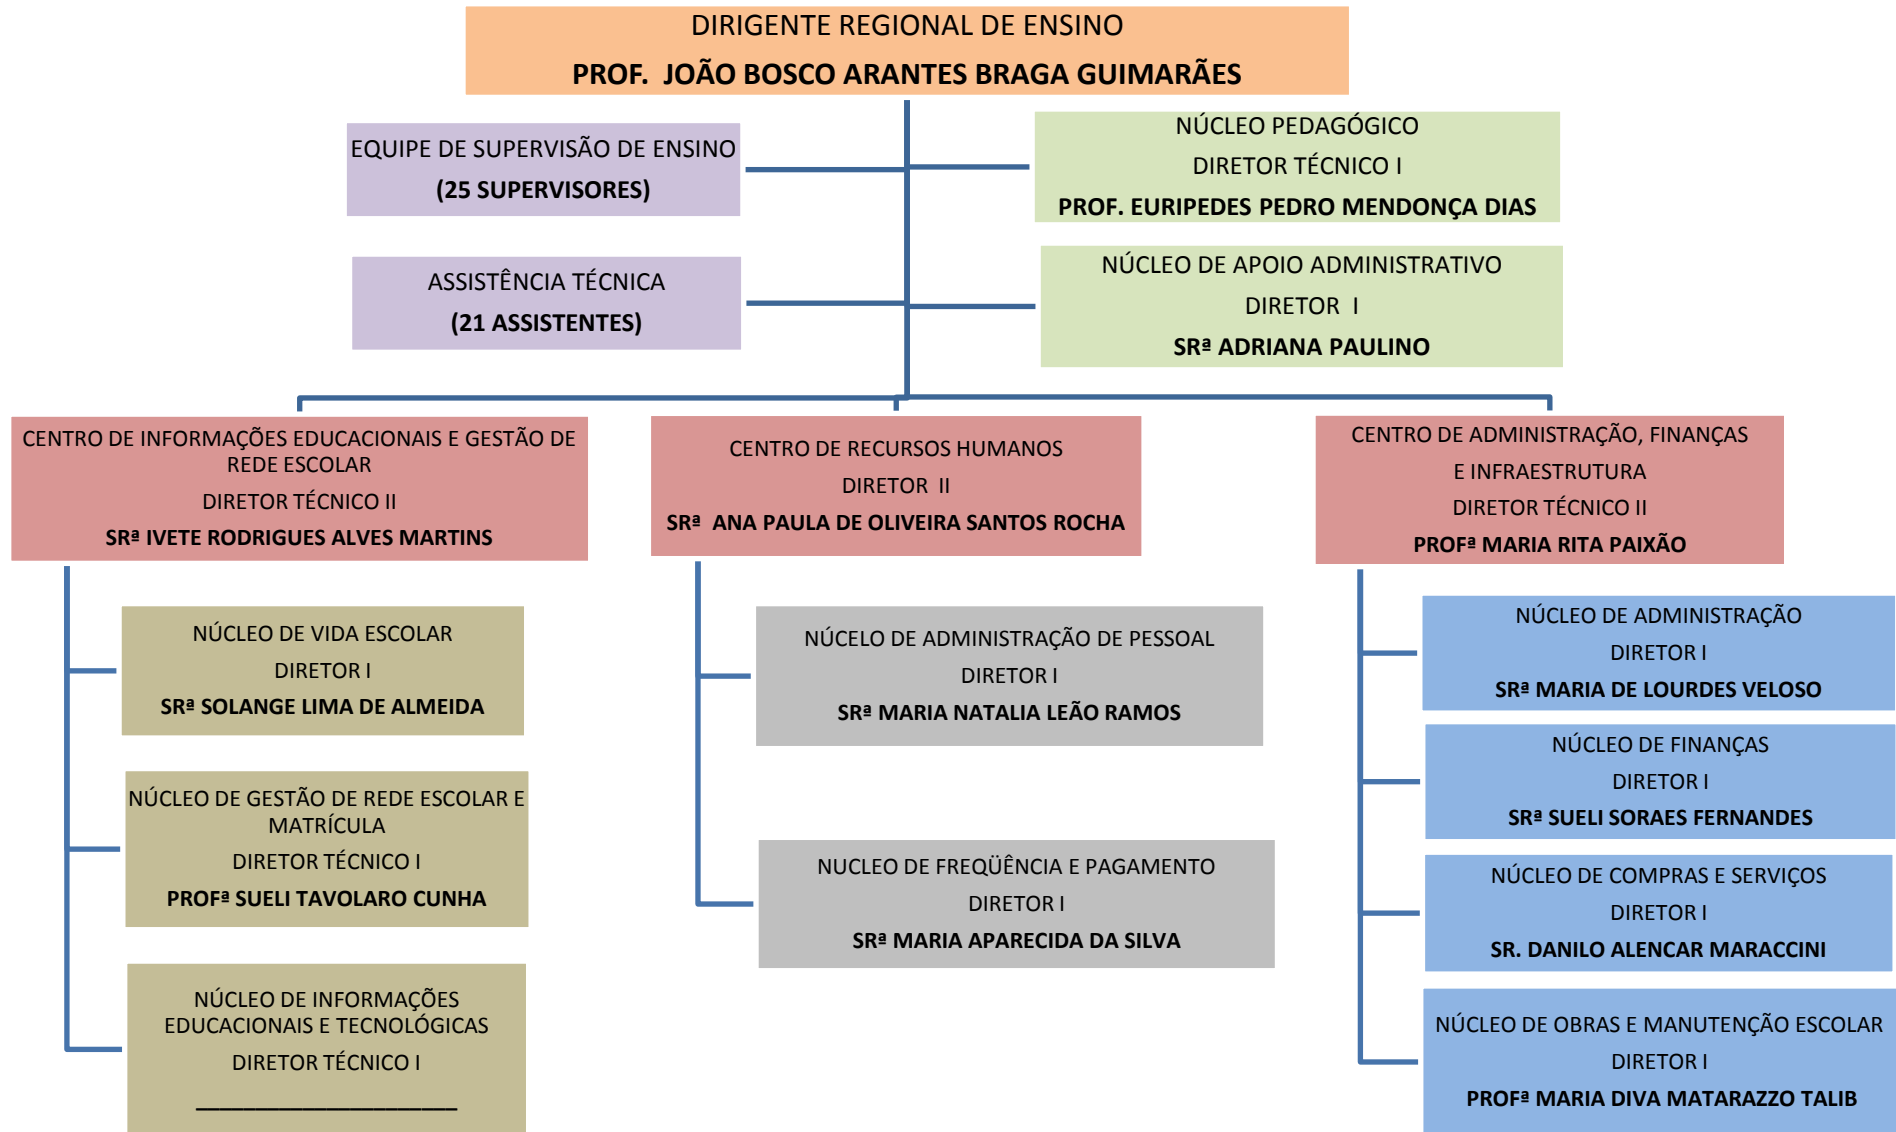 DIRIGENTE REGIONAL DE ENSINO
PROF. JOÃO BOSCO ARANTES BRAGA GUIMARÃES
EQUIPE DE SUPERVISÃO DE ENSINO
(25 SUPERVISORES)
NÚCLEO PEDAGÓGICO
DIRETOR TÉCNICO I
PROF. EURIPEDES PEDRO MENDONÇA DIAS
ASSISTÊNCIA TÉCNICA
(21 ASSISTENTES)
NÚCLEO DE APOIO ADMINISTRATIVO
DIRETOR I
SRª ADRIANA PAULINO
CENTRO DE INFORMAÇÕES EDUCACIONAIS E GESTÃO DE
REDE ESCOLAR
DIRETOR TÉCNICO II
SRª IVETE RODRIGUES ALVES MARTINS
CENTRO DE RECURSOS HUMANOS
DIRETOR II
SRª ANA PAULA DE OLIVEIRA SANTOS ROCHA
CENTRO DE ADMINISTRAÇÃO, FINANÇAS
E INFRAESTRUTURA
DIRETOR TÉCNICO II
PROFª MARIA RITA PAIXÃO
NÚCLEO DE VIDA ESCOLAR
DIRETOR I
SRª SOLANGE LIMA DE ALMEIDA
NÚCLEO DE GESTÃO DE REDE ESCOLAR E
MATRÍCULA
DIRETOR TÉCNICO I
PROFª SUELI TAVOLARO CUNHA
NÚCLEO DE INFORMAÇÕES
EDUCACIONAIS E TECNOLÓGICAS
DIRETOR TÉCNICO I
______________________
NÚCELO DE ADMINISTRAÇÃO DE PESSOAL
DIRETOR I
SRª MARIA NATALIA LEÃO RAMOS
NUCLEO DE FREQÜÊNCIA E PAGAMENTO
DIRETOR I
SRª MARIA APARECIDA DA SILVA
NÚCLEO DE ADMINISTRAÇÃO
DIRETOR I
SRª MARIA DE LOURDES VELOSO
NÚCLEO DE FINANÇAS
DIRETOR I
SRª SUELI SORAES FERNANDES
NÚCLEO DE COMPRAS E SERVIÇOS
DIRETOR I
SR. DANILO ALENCAR MARACCINI
NÚCLEO DE OBRAS E MANUTENÇÃO ESCOLAR
DIRETOR I
PROFª MARIA DIVA MATARAZZO TALIB